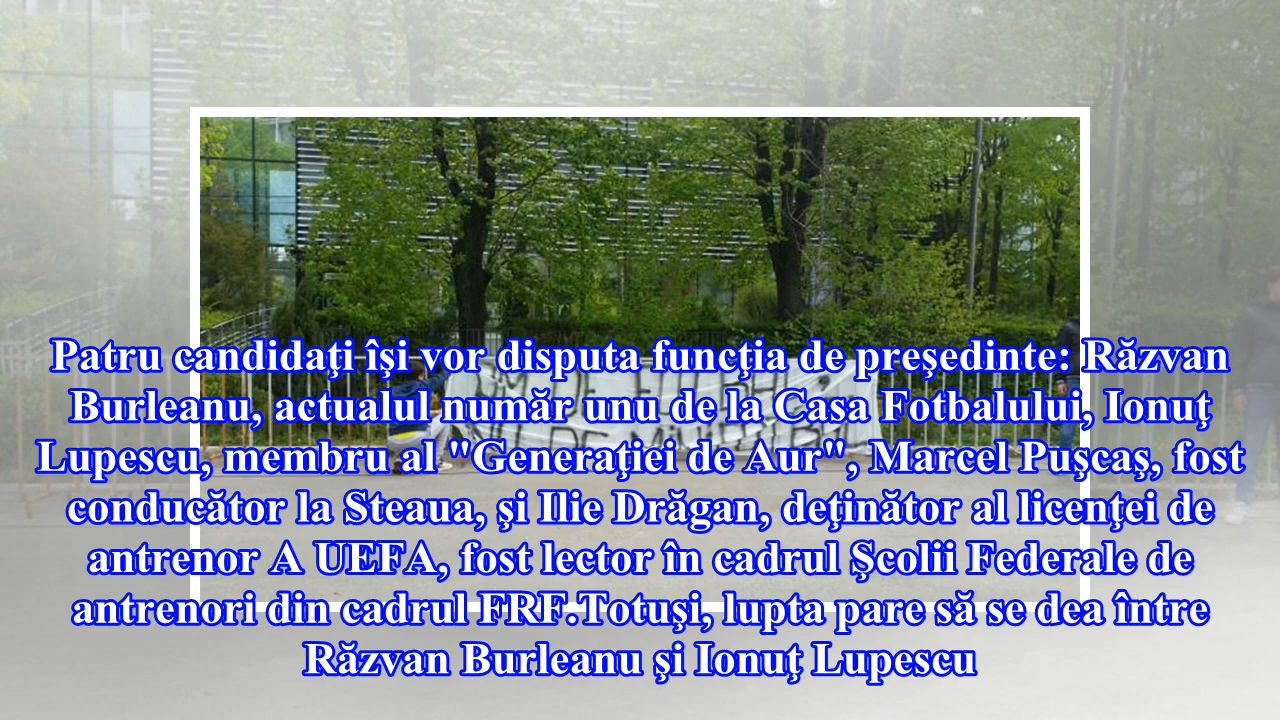 Patru candidaţi îşi vor disputa funcţia de preşedinte: Răzvan
Burleanu, actualul număr unu de la Casa Fotbalului, Ionuţ
Lupescu, membru al "Generaţiei de Aur", Marcel Puşcaş, fost
conducător la Steaua, şi Ilie Drăgan, deţinător al licenţei de
antrenor A UEFA, fost lector în cadrul Şcolii Federale de
antrenori din cadrul FRF.Totuşi, lupta pare să se dea între
Răzvan Burleanu şi Ionuţ Lupescu